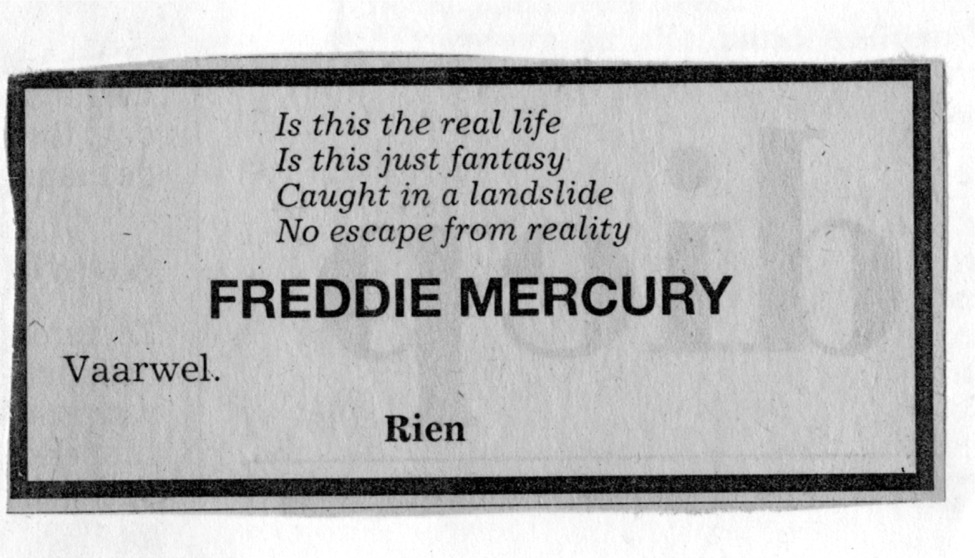 Is this the real life
Is this just fantasy
Caught in a landslide
No escape from reality
FREDDIE MERCURY
Vaarwel.
Rien